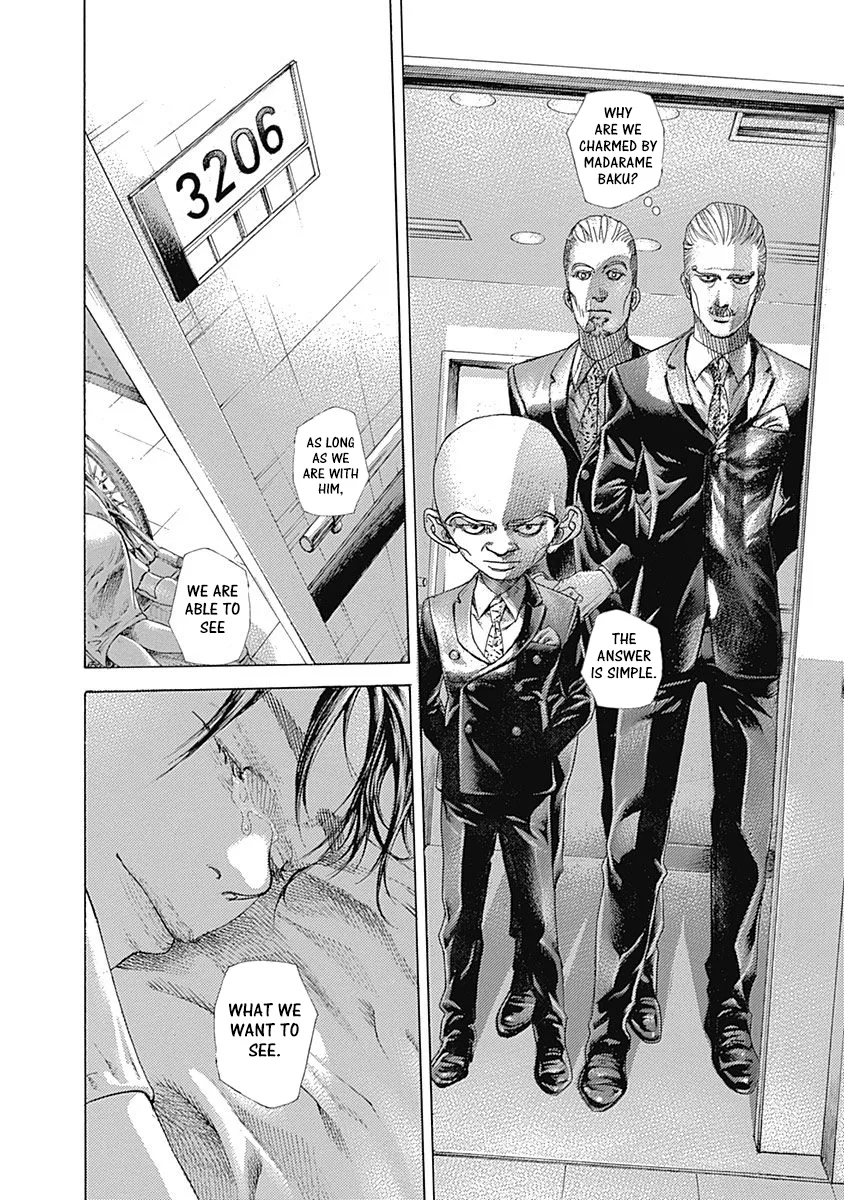 WHY
ARE WE
CHARMED BY
MADARAME
BAKU?
THE
ANSWER
IS SIMPLE.
3206
AS LONG
AS WE
ARE WITH
HIM,
WE ARE
ABLE TO
SEE
WHAT WE
WANT TO
SEE.